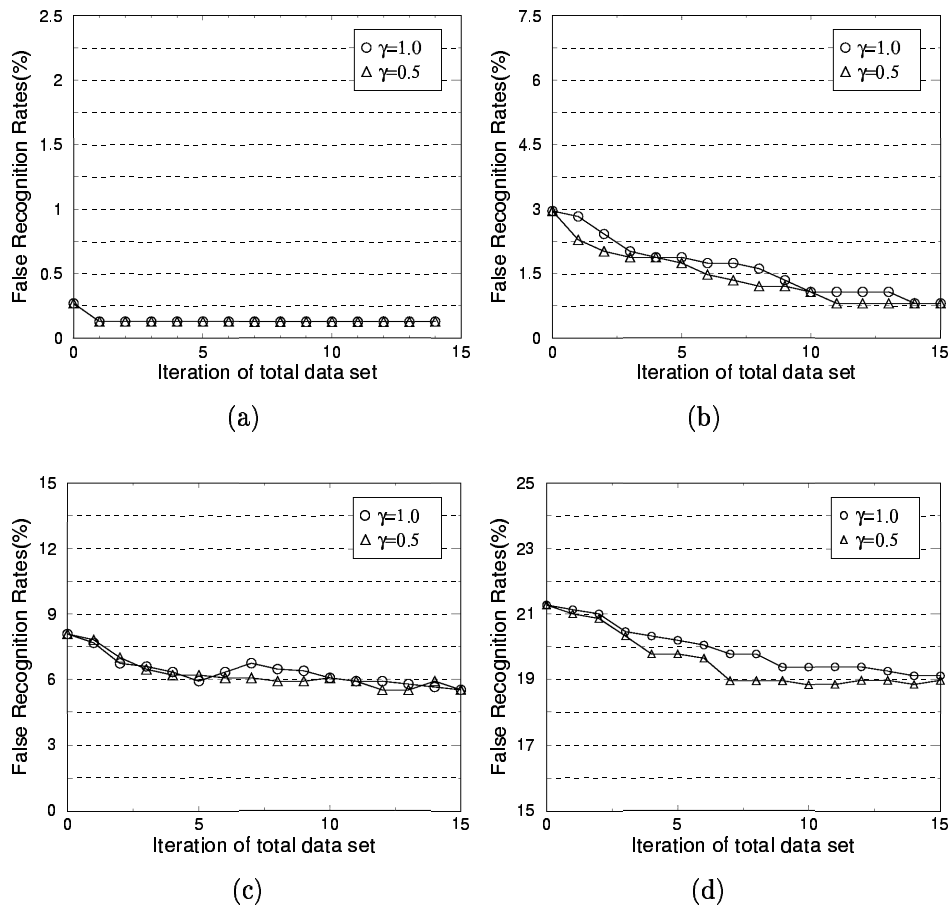 False Recognition Rates(%)
2.5
2
1.5
1
0.5
0
γ=1.0
γ=0.5
0 5 10 15
Iteration of total data set
(a)
False Recognition Rates(%)
7.5
6
4.5
3
1.5
0
γ=1.0
γ=0.5
0 5 10 15
Iteration of total data set
(b)
False Recognition Rates(%)
15
12
9
6
3
0
γ=1.0
γ=0.5
0 5 10 15
Iteration of total data set
(c)
False Recognition Rates(%)
25
23
21
19
17
15
γ=1.0
γ=0.5
0 5 10 15
Iteration of total data set
(d)